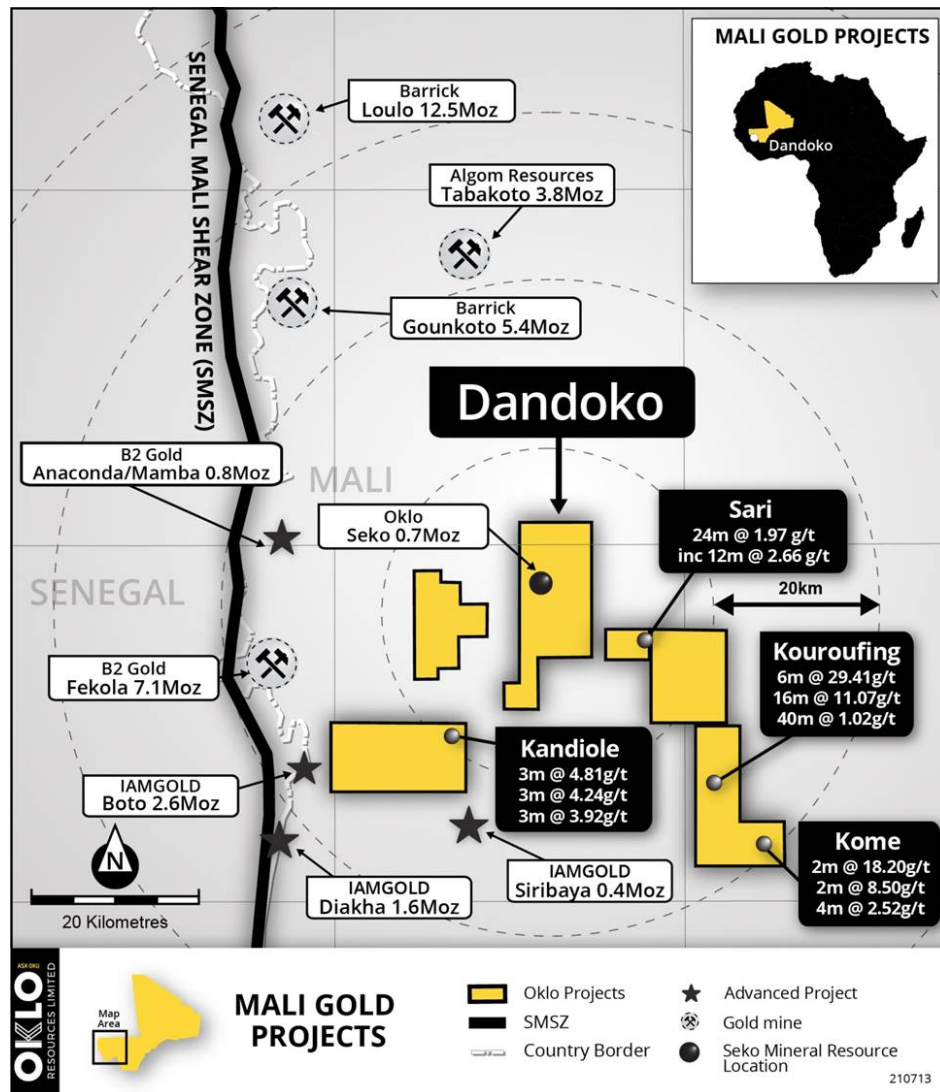 SENEGAL MALI SHEAR ZONE (SMSZ)
Barrick
Loulo 12.5Moz
Algom Resources
Tabakoto 3.8Moz
Barrick
Gounkoto 5.4Moz
MALI GOLD PROJECTS
Dandoko
Dandoko
B2 Gold
Anaconda/Mamba 0.8Moz
MALI
SENEGAL
Oklo
Seko 0.7Moz
Sari
24m @ 1.97 g/t
inc 12m @ 2.66 g/t
20km
Kouroufing
6m @ 29.41g/t
16m @ 11.07g/t
40m @ 1.02g/t
B2 Gold
Fekola 7.1Moz
Kandiole
3m @ 4.81g/t
3m @ 4.24g/t
3m @ 3.92g/t
IAMGOLD
Boto 2.6Moz
Kome
2m @ 18.20g/t
2m @ 8.50g/t
4m @ 2.52g/t
IAMGOLD
Diakha 1.6Moz
IAMGOLD
Siribaya 0.4Moz
N
20 Kilometres
ASX OKU
OKLO
RESOURCES LIMITED
Map
Area
MALI GOLD
PROJECTS
Oklo Projects
SMSZ
Country Border
Advanced Project
Gold mine
Seko Mineral Resource
Location
210713